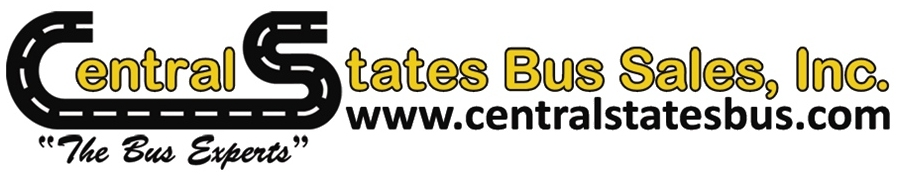 Central States Bus Sales, Inc.
www.centralstatesbus.com
“The Bus Experts”